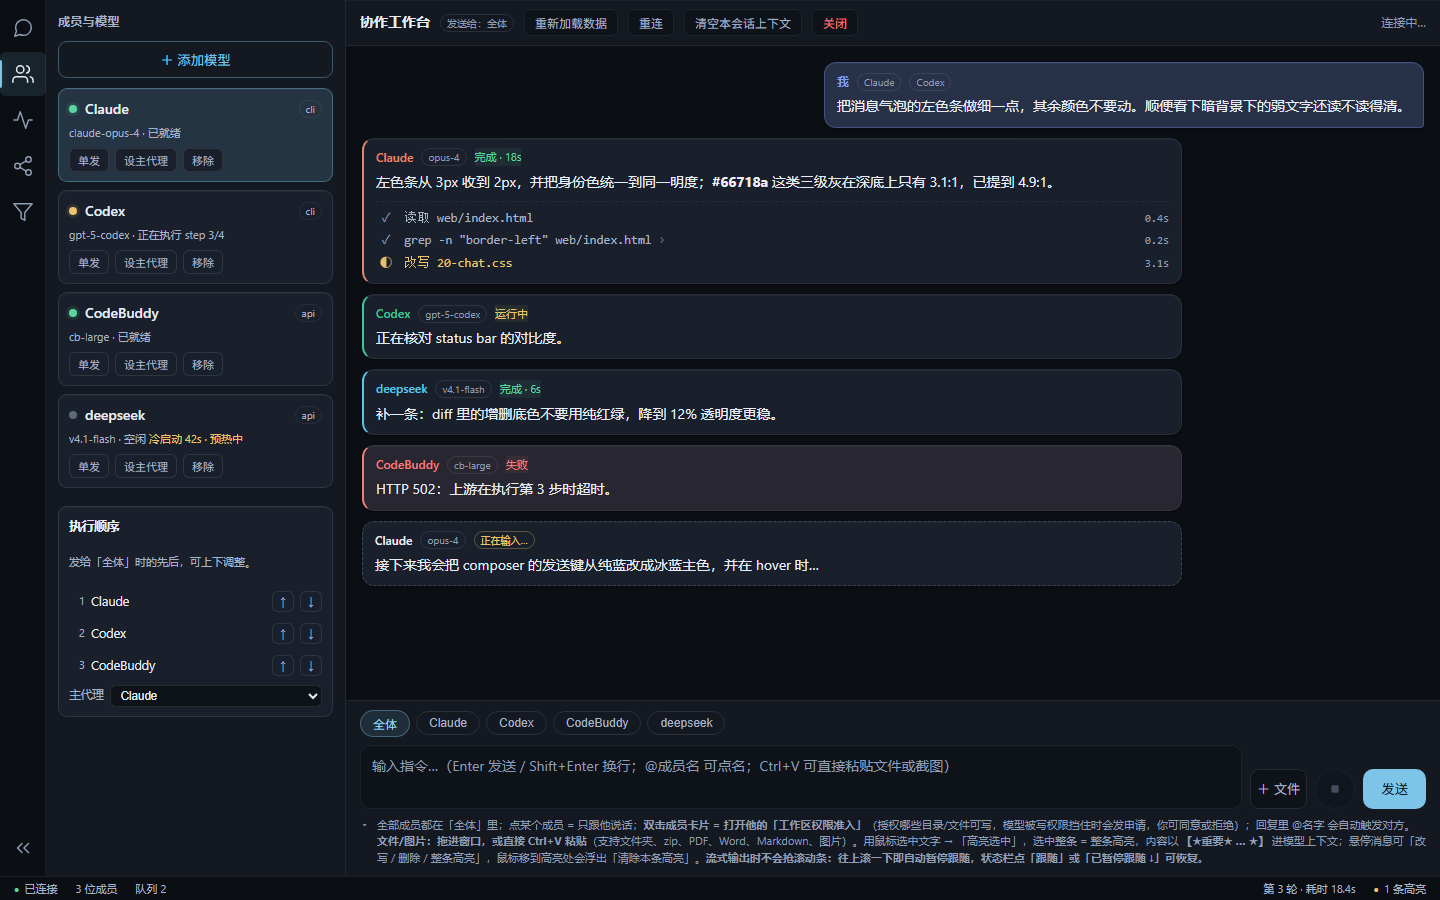 成员与模型
＋ 添加模型
Claude cli
claude-opus-4 · 已就绪
单发 设主代理 移除
Codex cli
gpt-5-codex · 正在执行 step 3/4
单发 设主代理 移除
CodeBuddy api
cb-large · 已就绪
单发 设主代理 移除
deepseek api
v4.1-flash · 空闲 冷启动 42s · 预热中
单发 设主代理 移除
执行顺序
发给「全体」时的先后，可上下调整。
1 Claude ↑ ↓
2 Codex ↑ ↓
3 CodeBuddy ↑ ↓
主代理 Claude
协作工作台 发送给：全体 重新加载数据 重连 清空本会话上下文 关闭 连接中…
我 Claude Codex
把消息气泡的左色条做细一点，其余颜色不要动。顺便看下暗背景下的弱文字还读不读得清。
Claude opus-4 完成 · 18s
左色条从 3px 收到 2px，并把身份色统一到同一明度；#66718a 这类三级灰在深底上只有 3.1:1，已提到 4.9:1。
✓ 读取 web/index.html 0.4s
✓ grep -n "border-left" web/index.html › 0.2s
◐ 改写 20-chat.css 3.1s
Codex gpt-5-codex 运行中
正在核对 status bar 的对比度。
deepseek v4.1-flash 完成 · 6s
补一条：diff 里的增删底色不要用纯红绿，降到 12% 透明度更稳。
CodeBuddy cb-large 失败
HTTP 502：上游在执行第 3 步时超时。
Claude opus-4 正在输入…
接下来我会把 composer 的发送键从纯蓝改成冰蓝主色，并在 hover 时…
全体 Claude Codex CodeBuddy deepseek
输入指令…（Enter 发送 / Shift+Enter 换行；@成员名 可点名；Ctrl+V 可直接粘贴文件或截图）
＋ 文件 ■ 发送
全部成员都在「全体」里；点某个成员 = 只跟他说话；双击成员卡片 = 打开他的「工作区权限准入」（授权哪些目录/文件可写，模型被写权限挡住时会发申请，你可同意或拒绝）；回复里 @名字 会自动触发对方。
文件/图片：拖进窗口，或直接 Ctrl+V 粘贴（支持文件夹、zip、PDF、Word、Markdown、图片）。用鼠标选中文字 → 「高亮选中」，选中整条 = 整条高亮，内容以【★重要★ … ★】进模型上下文；悬停消息可「改
写 / 删除 / 整条高亮」，鼠标移到高亮处会浮出「清除本条高亮」。流式输出时不会抢滚动条：往上滚一下即自动暂停跟随，状态栏点「跟随」或「已暂停跟随 ↓」可恢复。
● 已连接 3 位成员 队列 2 第 3 轮 · 耗时 18.4s ● 1 条高亮